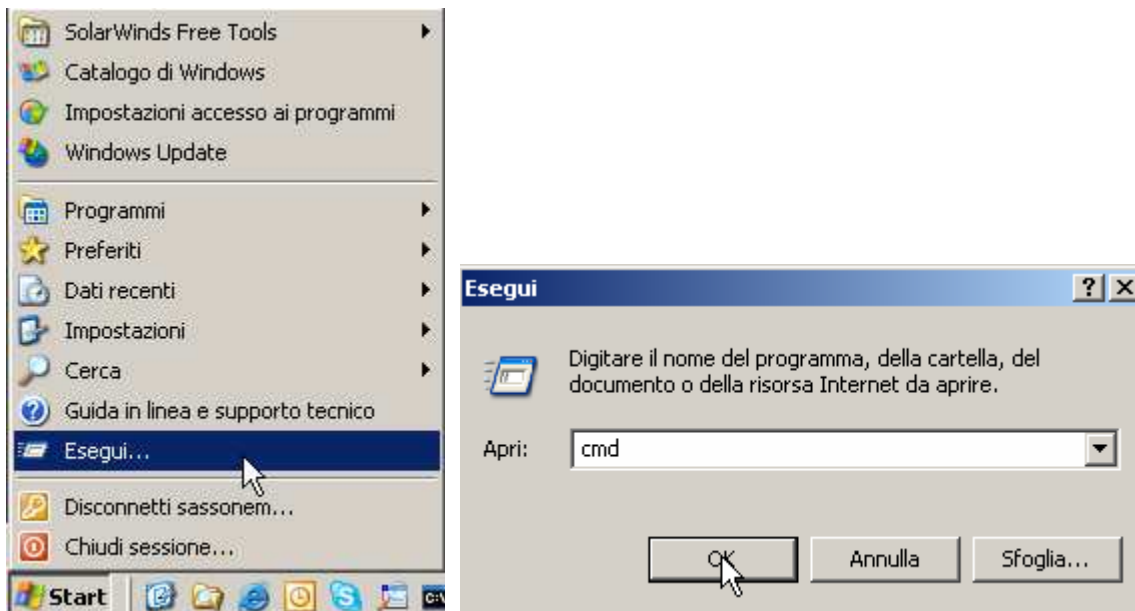 SolarWinds Free Tools
Catalogo di Windows
Impostazioni accesso ai programmi
Windows Update
Programmi
Preferiti
Dati recenti
Impostazioni
Cerca
Guida in linea e supporto tecnico
Esegui...
Disconnetti sassonem...
Chiudi sessione...
Start
Esegui
Digitare il nome del programma, della cartella, del
documento o della risorsa Internet da aprire.
Apri: cmd
OK Annulla Sfoglia...